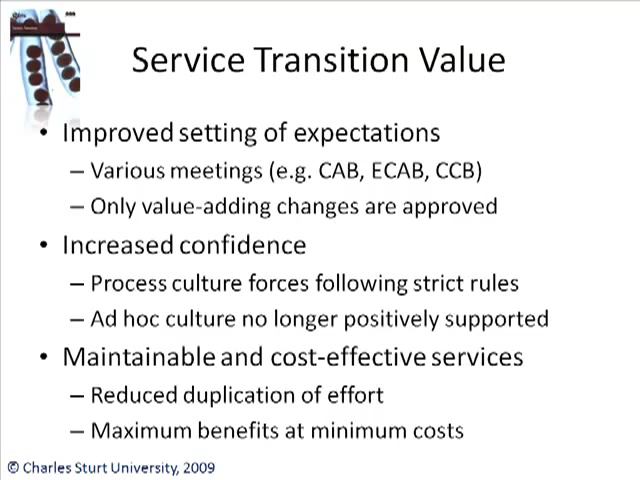 Service Transition Value
• Improved setting of expectations
– Various meetings (e.g. CAB, ECAB, CCB)
– Only value-adding changes are approved
• Increased confidence
– Process culture forces following strict rules
– Ad hoc culture no longer positively supported
• Maintainable and cost-effective services
– Reduced duplication of effort
– Maximum benefits at minimum costs
© Charles Sturt University, 2009